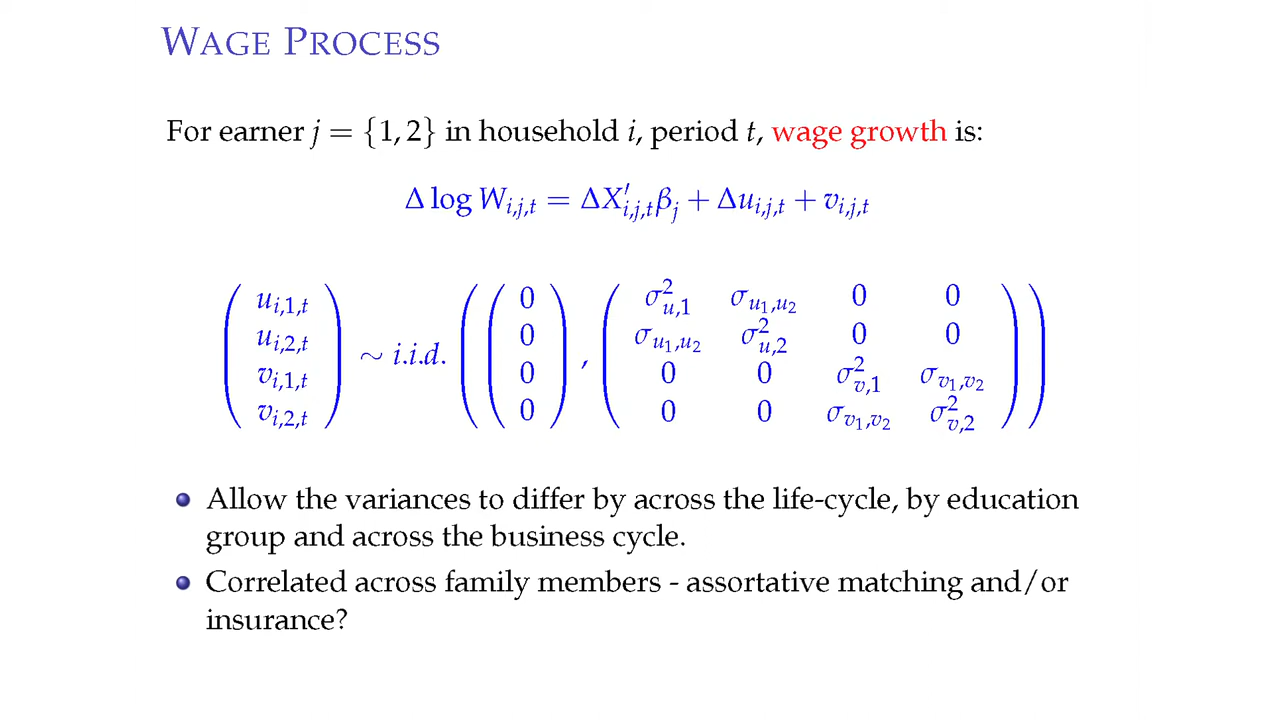 WAGE PROCESS
For earner j = {1, 2} in household i, period t, wage growth is:
Δ log W_{i,j,t} = ΔX′_{i,j,t}β_j + Δu_{i,j,t} + v_{i,j,t}
( u_{i,1,t} u_{i,2,t} v_{i,1,t} v_{i,2,t} ) ∼ i.i.d. ( ( 0 0 0 0 ) , (
σ²_{u,1} σ_{u₁,u₂} 0 0
σ_{u₁,u₂} σ²_{u,2} 0 0
0 0 σ²_{v,1} σ_{v₁,v₂}
0 0 σ_{v₁,v₂} σ²_{v,2} ) )
Allow the variances to differ by across the life-cycle, by education
group and across the business cycle.
Correlated across family members - assortative matching and/or
insurance?